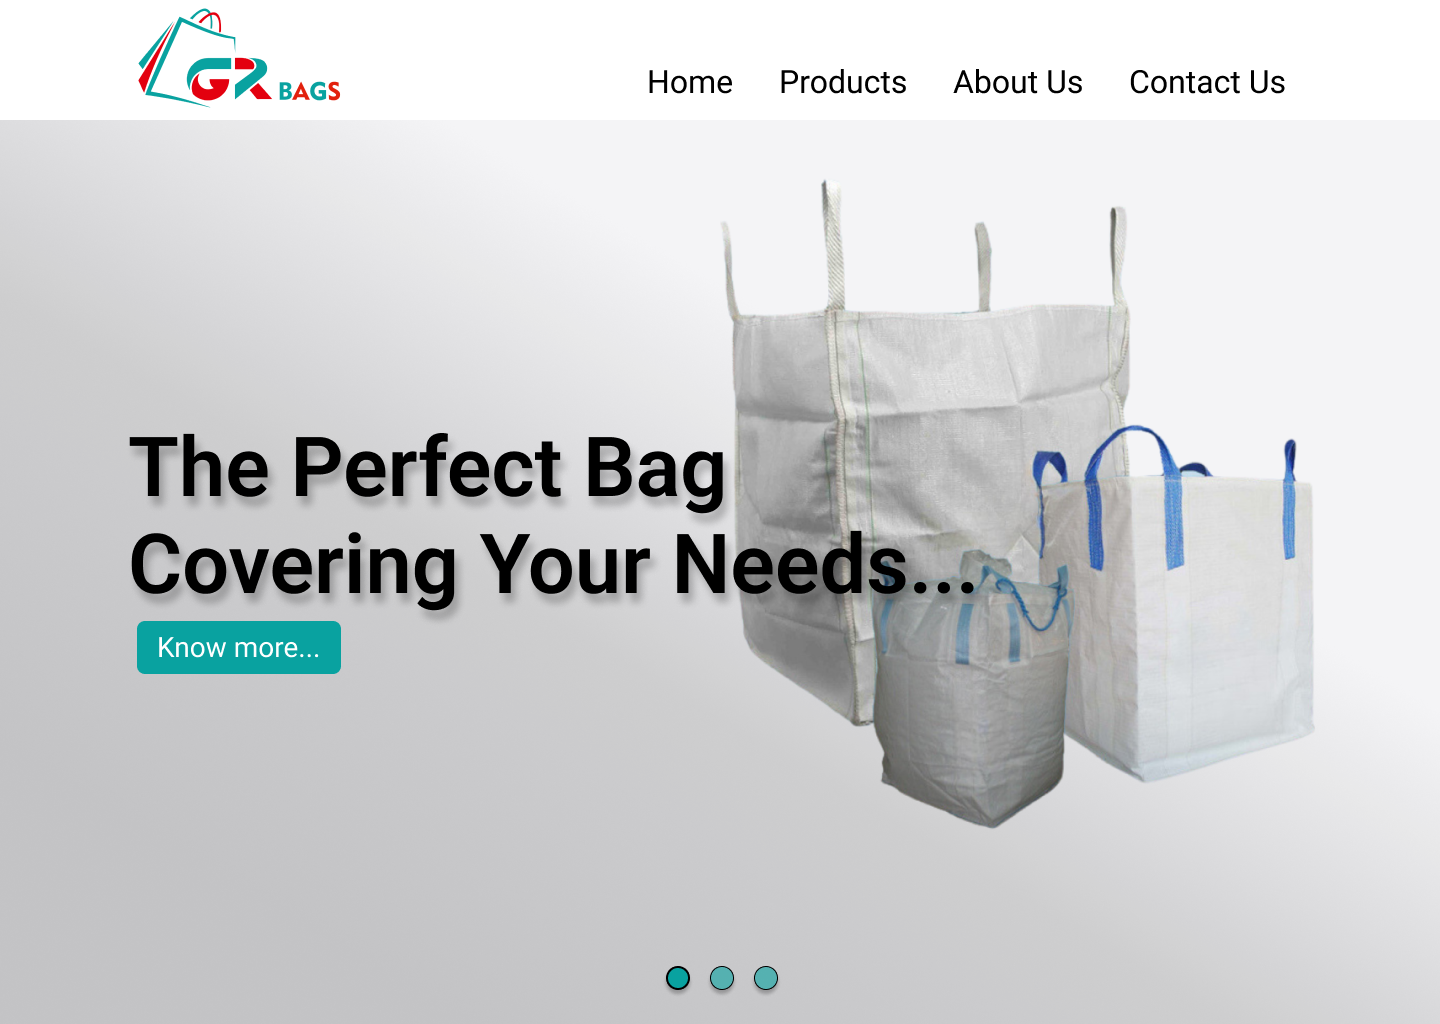 GR BAGS
Home Products About Us Contact Us
The Perfect Bag
Covering Your Needs...
Know more...